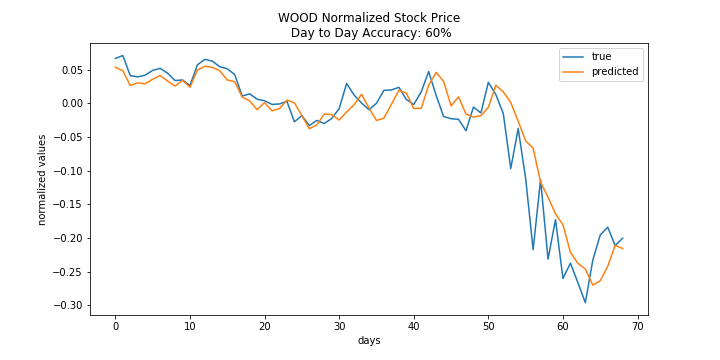 WOOD Normalized Stock Price
Day to Day Accuracy: 60%
true
predicted
normalized values
0.05
0.00
−0.05
−0.10
−0.15
−0.20
−0.25
−0.30
0 10 20 30 40 50 60 70
days